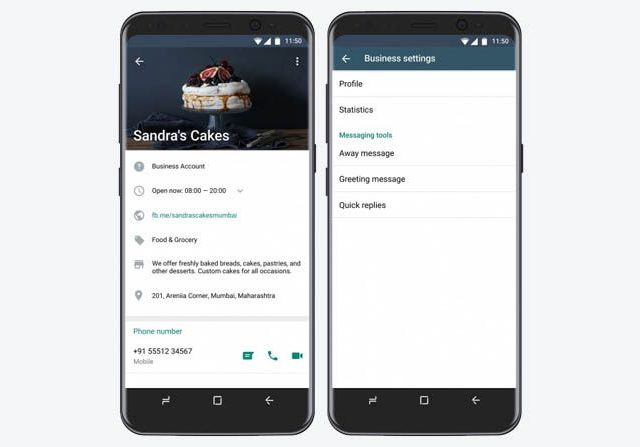 11:50
Sandra's Cakes
Business Account
Open now: 08:00 – 20:00
fb.me/sandrascakesmumbai
Food & Grocery
We offer freshly baked breads, cakes, pastries, and
other desserts. Custom cakes for all occasions.
201, Areniia Corner, Mumbai, Maharashtra
Phone number
+91 55512 34567
Mobile
11:50
Business settings
Profile
Statistics
Messaging tools
Away message
Greeting message
Quick replies